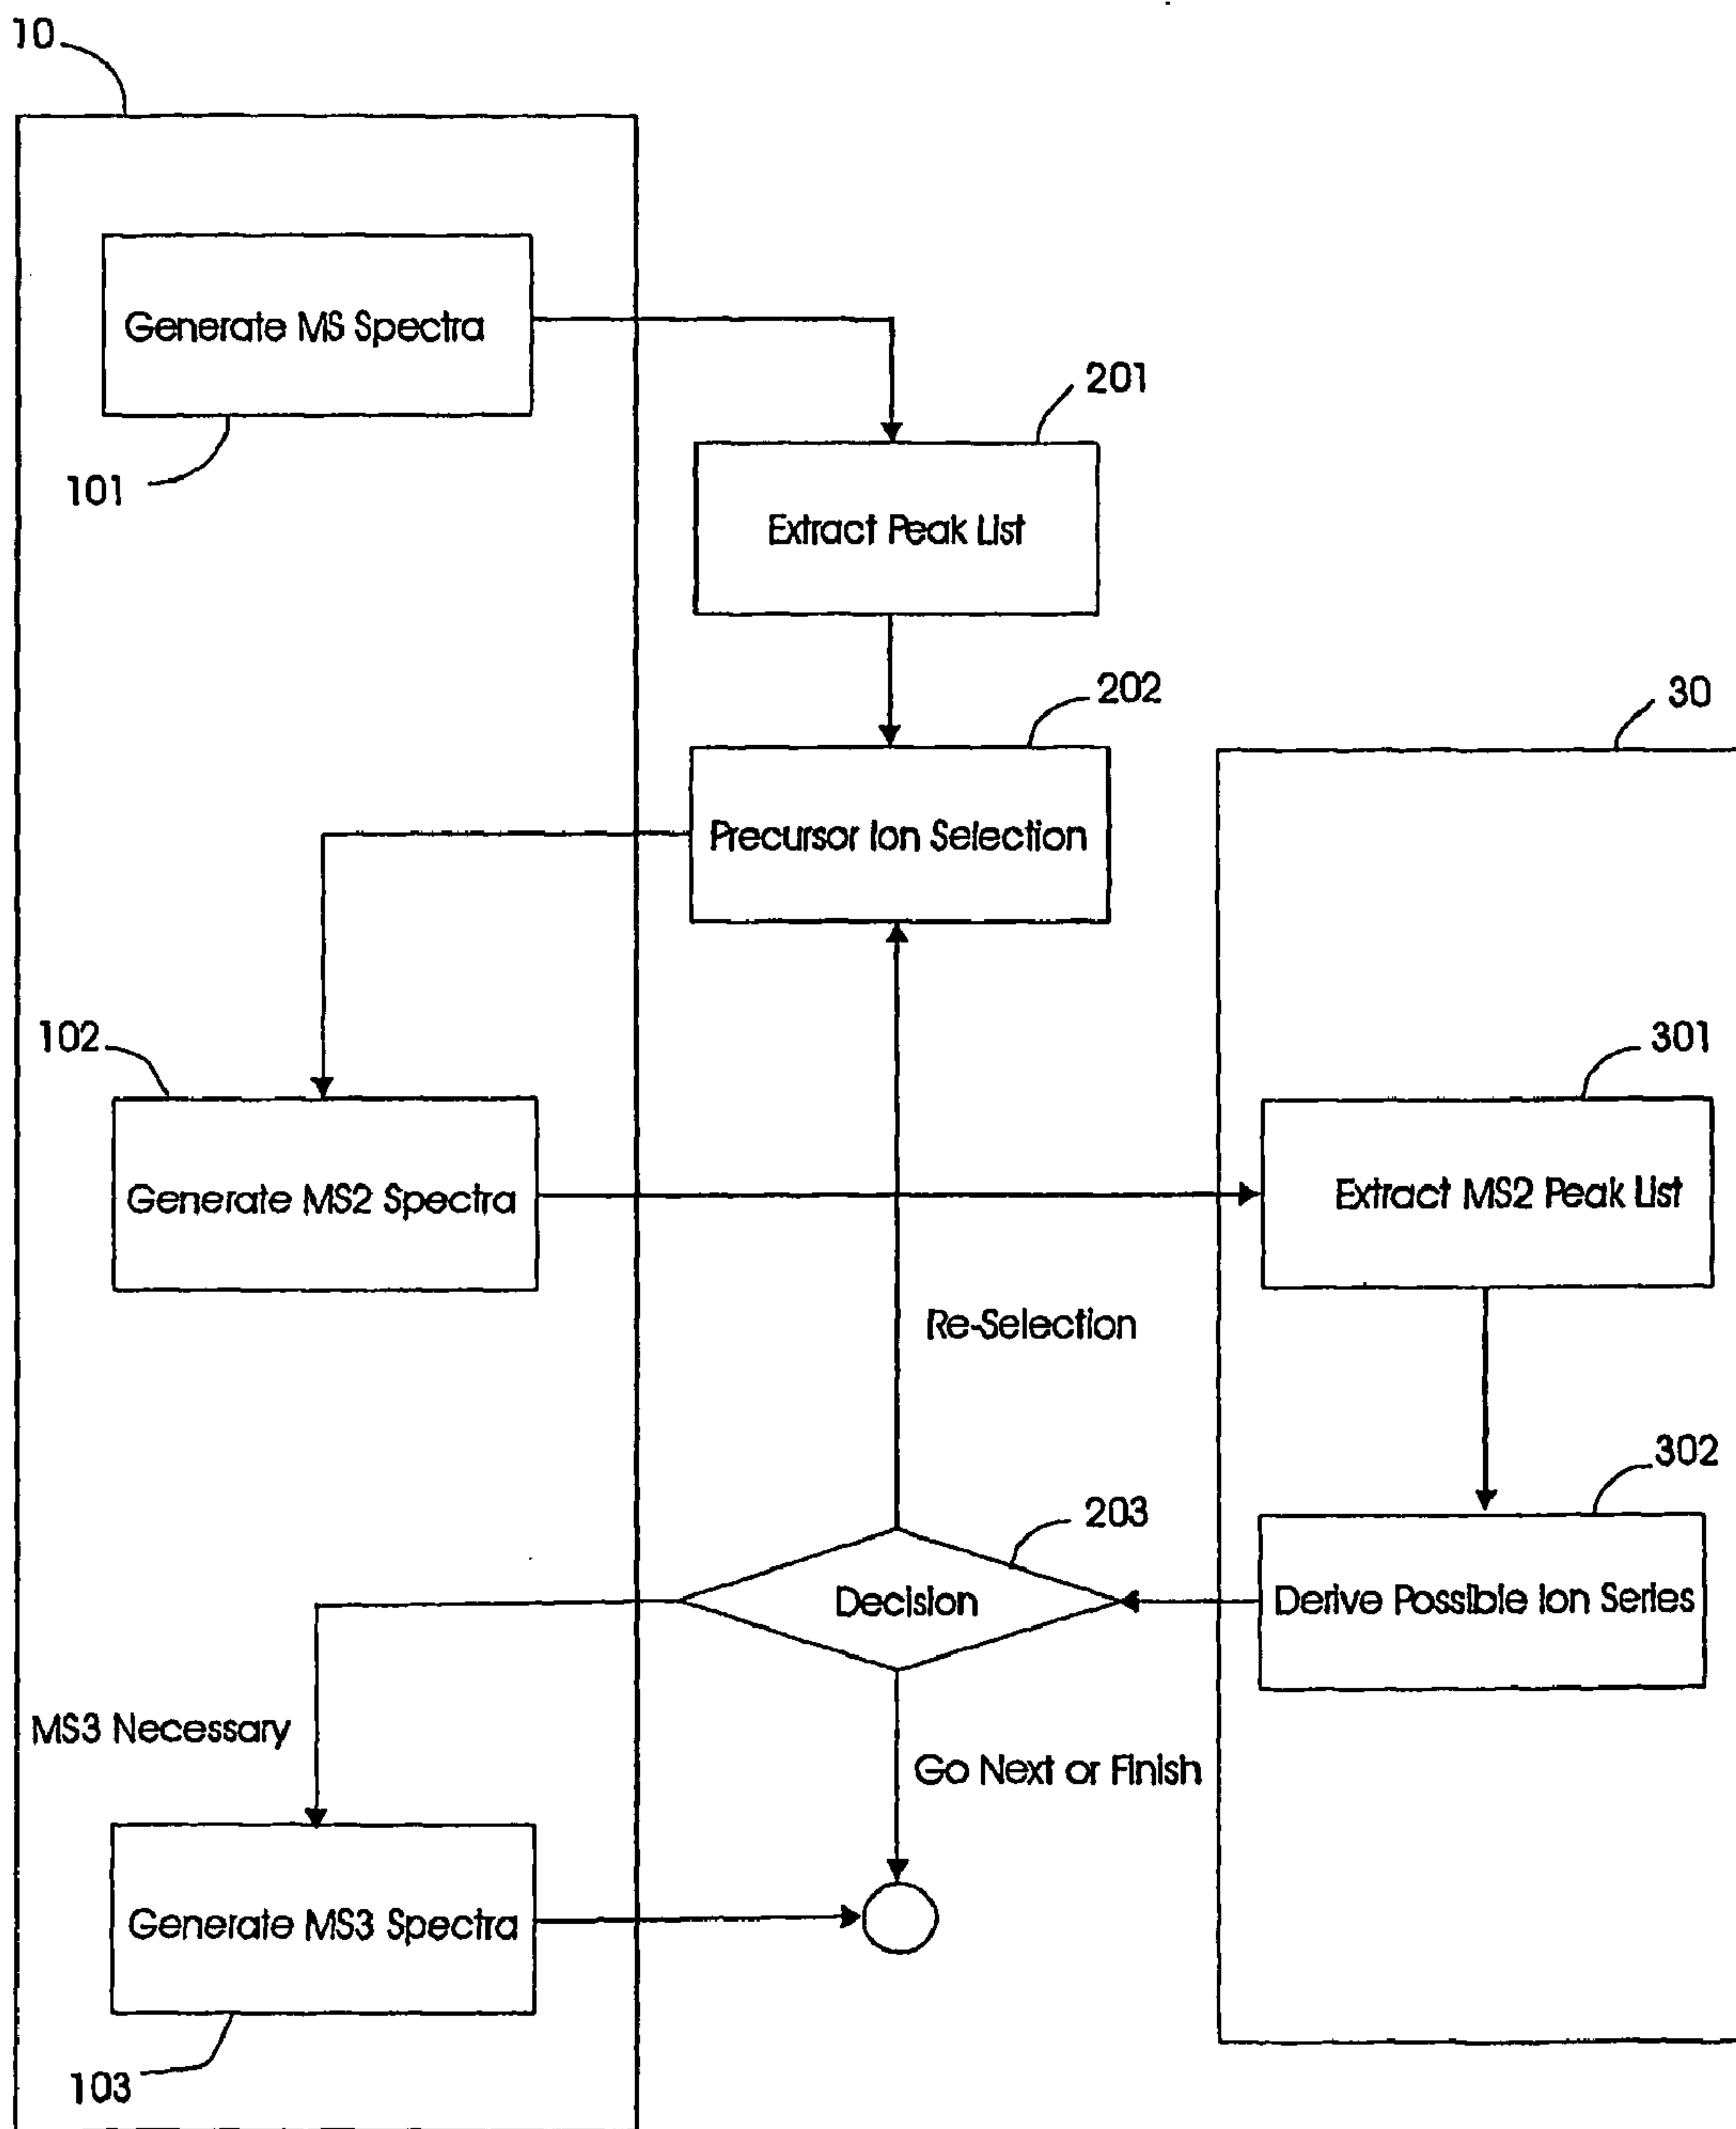 10
Generate MS Spectra
101
201
Extract Peak List
202
Precursor Ion Selection
30
102
Generate MS2 Spectra
301
Extract MS2 Peak List
Re-Selection
302
Derive Possible Ion Series
203
Decision
MS3 Necessary
Go Next or Finish
Generate MS3 Spectra
103